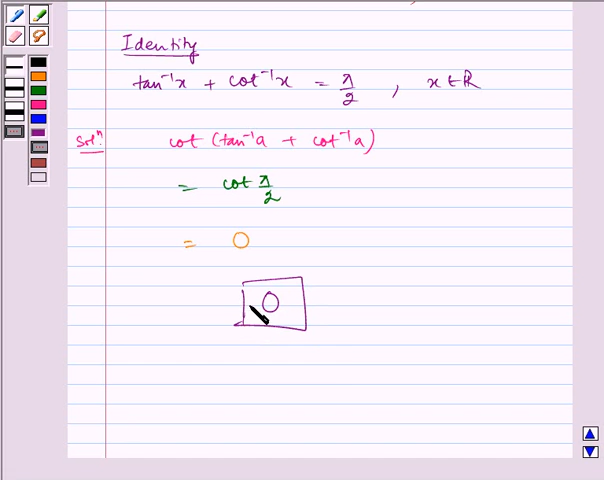 Identity
tan⁻¹x + cot⁻¹x = π/2 , x ∈ R
Solⁿ. cot (tan⁻¹a + cot⁻¹a)
= cot π/2
= 0
0